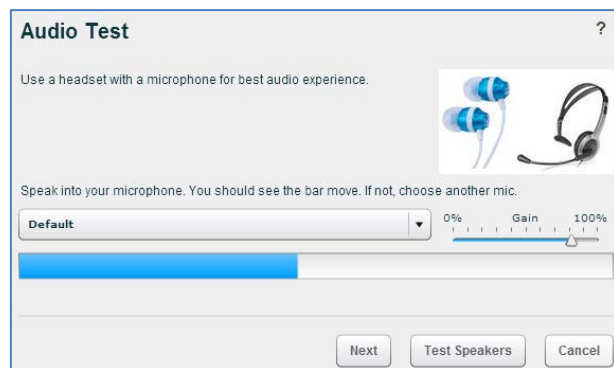 Audio Test
?
Use a headset with a microphone for best audio experience.
Speak into your microphone. You should see the bar move. If not, choose another mic.
Default
0% Gain 100%
Next Test Speakers Cancel